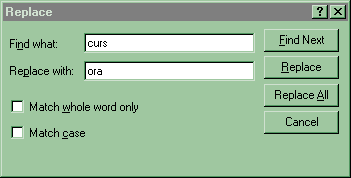 Replace
Find what: curs Find Next
Replace with: ora Replace
Replace All
Match whole word only
Cancel
Match case